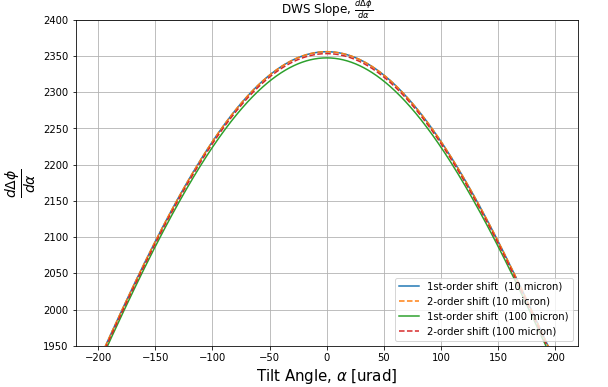 DWS Slope, dΔϕ/dα
2400
2350
2300
2250
2200
2150
2100
2050
2000
1950
dΔϕ/dα
1st-order shift (10 micron)
2-order shift (10 micron)
1st-order shift (100 micron)
2-order shift (100 micron)
−200 −150 −100 −50 0 50 100 150 200
Tilt Angle, α [urad]